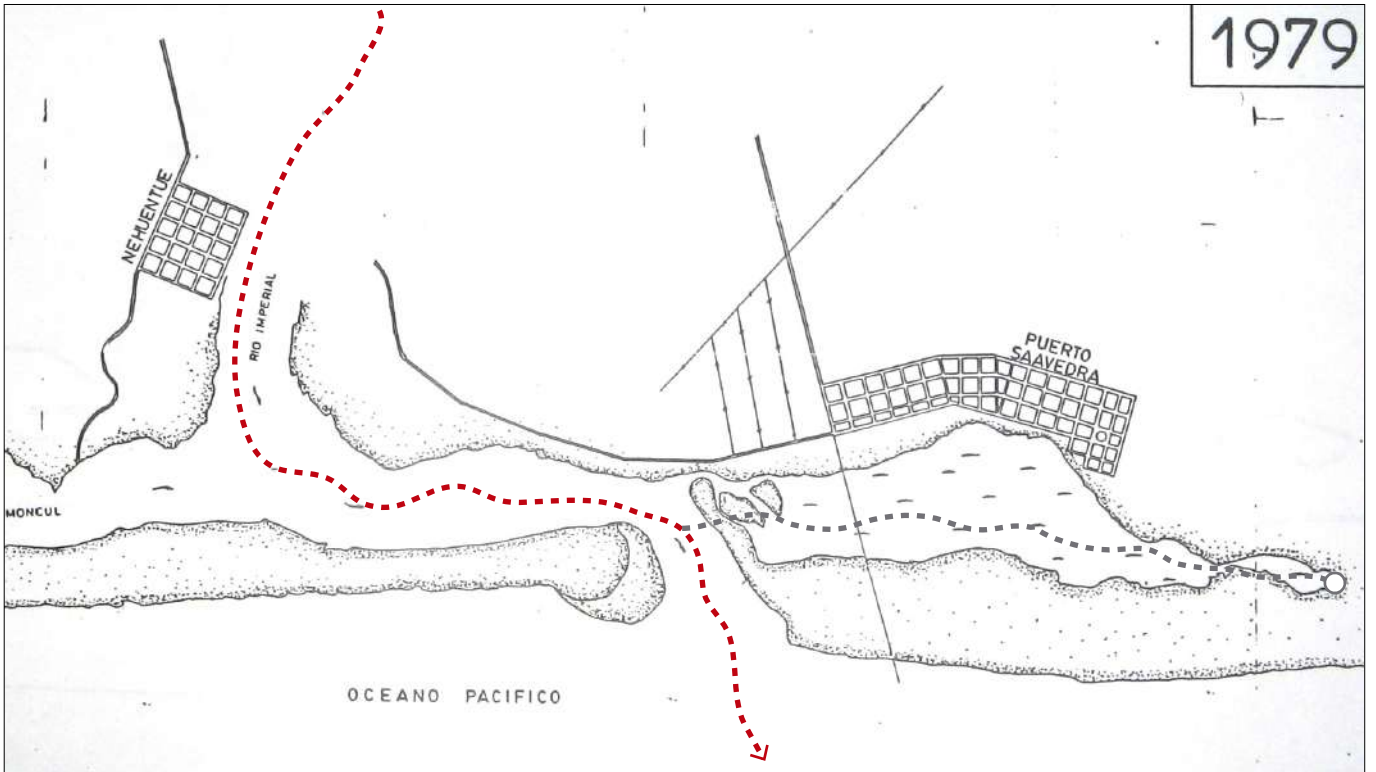 1979
NEHUENTUE
RIO IMPERIAL
PUERTO
SAAVEDRA
MONCUL
OCEANO PACIFICO